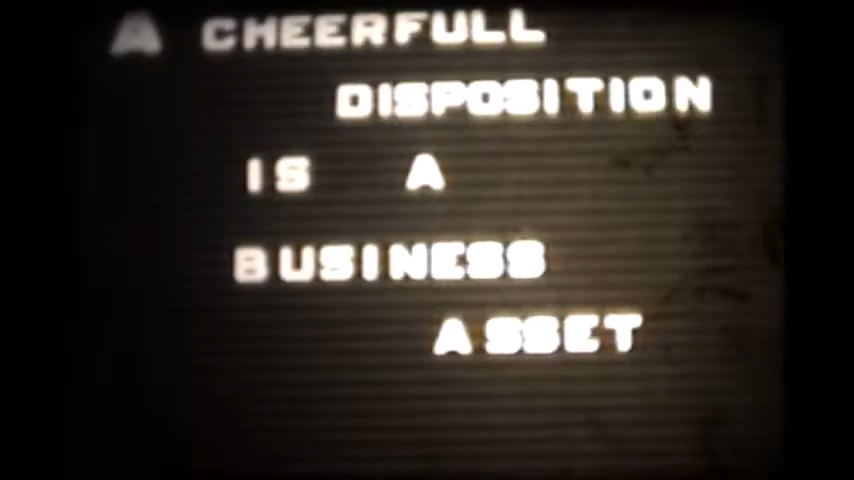 A CHEERFULL
DISPOSITION
IS A
BUSINESS
ASSET